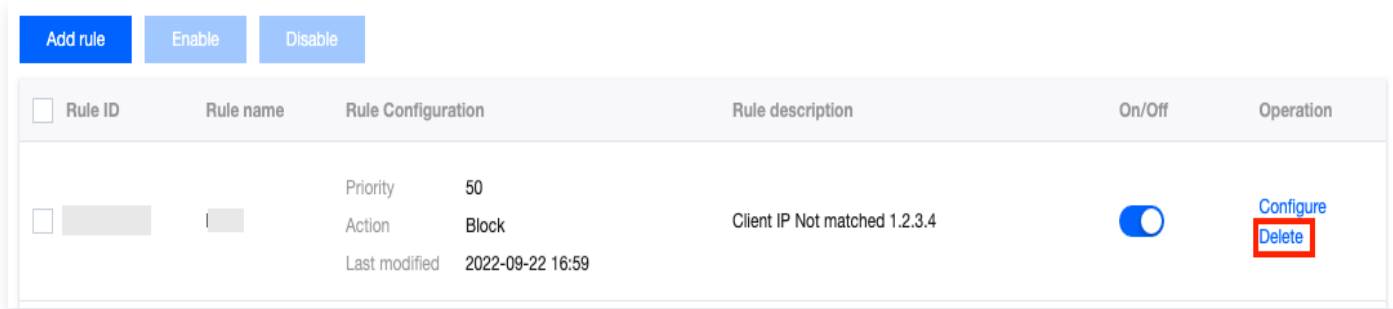 Add rule Enable Disable
Rule ID Rule name Rule Configuration Rule description On/Off Operation
Priority 50
Action Block
Last modified 2022-09-22 16:59
Client IP Not matched 1.2.3.4
Configure
Delete